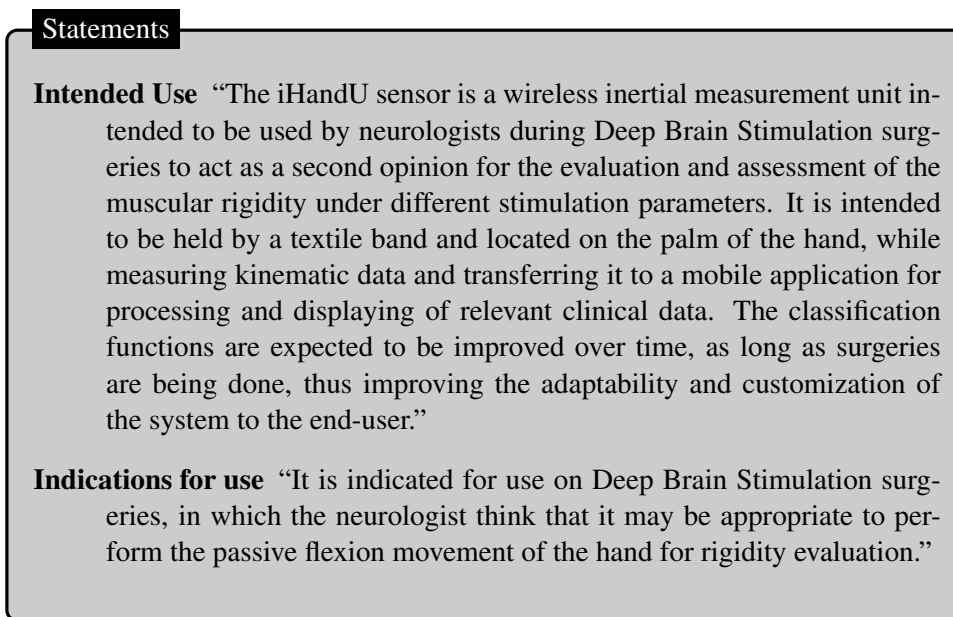 Statements
Intended Use “The iHandU sensor is a wireless inertial measurement unit in-
tended to be used by neurologists during Deep Brain Stimulation surg-
eries to act as a second opinion for the evaluation and assessment of the
muscular rigidity under different stimulation parameters. It is intended
to be held by a textile band and located on the palm of the hand, while
measuring kinematic data and transferring it to a mobile application for
processing and displaying of relevant clinical data. The classification
functions are expected to be improved over time, as long as surgeries
are being done, thus improving the adaptability and customization of
the system to the end-user.”
Indications for use “It is indicated for use on Deep Brain Stimulation surg-
eries, in which the neurologist think that it may be appropriate to per-
form the passive flexion movement of the hand for rigidity evaluation.”